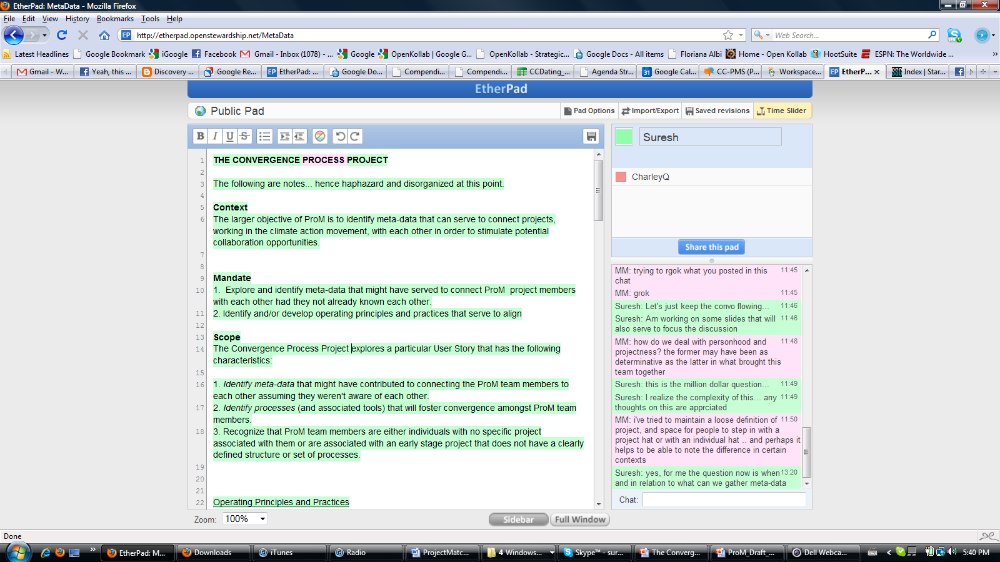 EtherPad: MetaData - Mozilla Firefox
File Edit View History Bookmarks Tools Help
EP http://etherpad.openstewardship.net/MetaData
Web Search...
Latest Headlines Google Bookmark iGoogle Facebook Gmail - Inbox (1078) - ... Google OpenKollab | Google G... OpenKollab - Strategic... Google Docs - All items Floriana Albi Home - Open Kollab HootSuite ESPN: The Worldwide ... »
Gmail - W... Yeah, this ... Discovery ... Google Re... EP EtherPad: ... Google Do... Compendi... Compendi... CCDating_... Agenda Str... 31 Google Cal... CC-PMS (P... Workspace... EP EtherP... Index | Star...
EtherPad
Public Pad
Pad Options Import/Export Saved revisions Time Slider
B I U S
1 THE CONVERGENCE PROCESS PROJECT
2
3 The following are notes... hence haphazard and disorganized at this point.
4
5 Context
6 The larger objective of ProM is to identify meta-data that can serve to connect projects,
working in the climate action movement, with each other in order to stimulate potential
collaboration opportunities.
7
8
9 Mandate
10 1.  Explore and identify meta-data that might have served to connect ProM  project members
with each other had they not already known each other.
11 2. Identify and/or develop operating principles and practices that serve to align
12
13 Scope
14 The Convergence Process Project explores a particular User Story that has the following
characteristics:
15
16 1. Identify meta-data that might have contributed to connecting the ProM team members to
each other assuming they weren't aware of each other.
17 2. Identify processes (and associated tools) that will foster convergence amongst ProM team
members.
18 3. Recognize that ProM team members are either individuals with no specific project
associated with them or are associated with an early stage project that does not have a clearly
defined structure or set of processes.
19
20
21
22 Operating Principles and Practices
Zoom: 100%
Sidebar Full Window
Suresh
CharleyQ
Share this pad
MM: trying to rgok what you posted in this 11:45
chat
MM: grok 11:45
Suresh: Let's just keep the convo flowing... 11:46
Suresh: Am working on some slides that will 11:46
also serve to focus the discussion
MM: how do we deal with personhood and 11:48
projectness? the former may have been as
determinative as the latter in what brought this
team together
Suresh: this is the million dollar question... 11:49
Suresh: I realize the complexity of this... any 11:49
thoughts on this are apprciated
MM: i've tried to maintain a loose definition of 11:50
project, and space for people to step in with a
project hat or with an individual hat .. and perhaps it
helps to be able to note the difference in certain
contexts
Suresh: yes, for me the question now is when 13:20
and in relation to what can we gather meta-data
Chat:
Done
» EtherPad: M... Downloads iTunes Radio ProjectMatc... 4 Windows... Skype™ - sur... The Converg... ProM_Draft_... Dell Webca... 5:40 PM